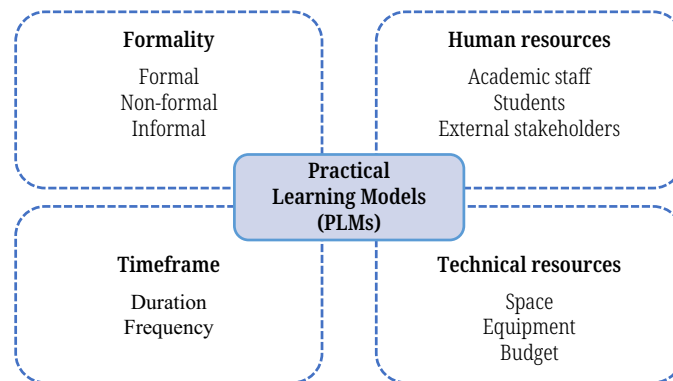 Formality
Formal
Non-formal
Informal
Human resources
Academic staff
Students
External stakeholders
Practical
Learning Models
(PLMs)
Timeframe
Duration
Frequency
Technical resources
Space
Equipment
Budget